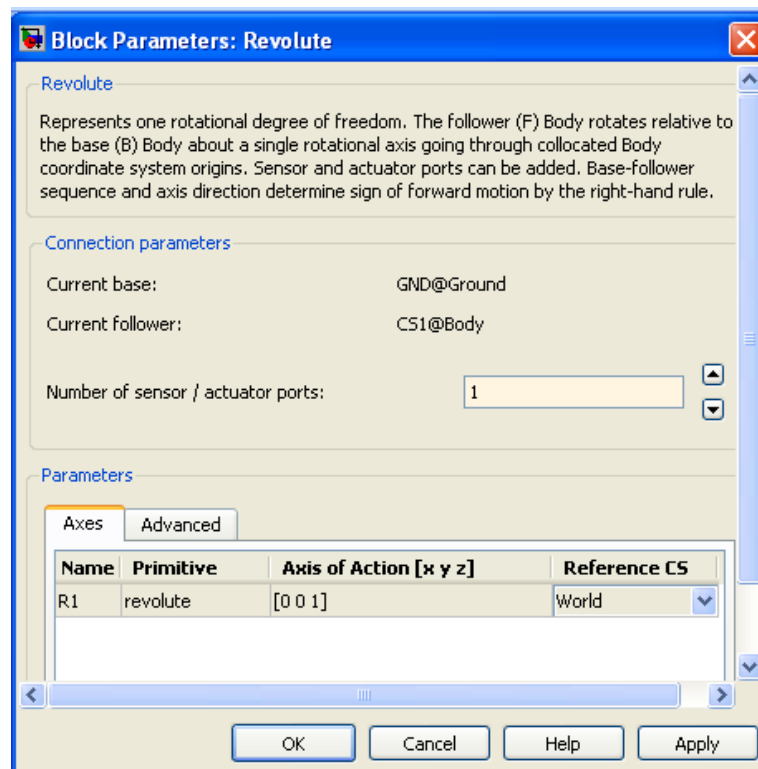 Block Parameters: Revolute
Revolute
Represents one rotational degree of freedom. The follower (F) Body rotates relative to
the base (B) Body about a single rotational axis going through collocated Body
coordinate system origins. Sensor and actuator ports can be added. Base-follower
sequence and axis direction determine sign of forward motion by the right-hand rule.
Connection parameters
Current base: GND@Ground
Current follower: CS1@Body
Number of sensor / actuator ports: 1
Parameters
Axes Advanced
Name Primitive Axis of Action [x y z] Reference CS
R1 revolute [0 0 1] World
OK Cancel Help Apply